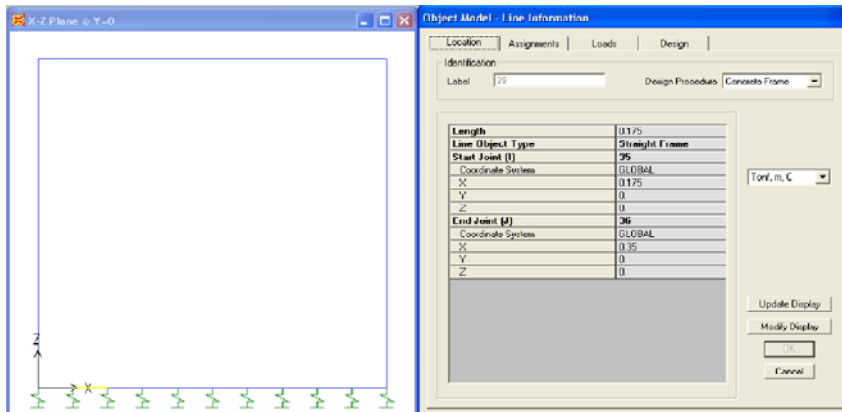 X-Z Plane @ Y=0
Z
X
Object Model - Line Information
Location Assignments Loads Design
Identification
Label 39 Design Procedure Concrete Frame
Length 0.175
Line Object Type Straight Frame
Start Joint (I) 35
Coordinate System GLOBAL
X 0.175
Y 0.
Z 0.
End Joint (J) 36
Coordinate System GLOBAL
X 0.35
Y 0.
Z 0.
Tonf, m, C
Update Display
Modify Display
OK
Cancel